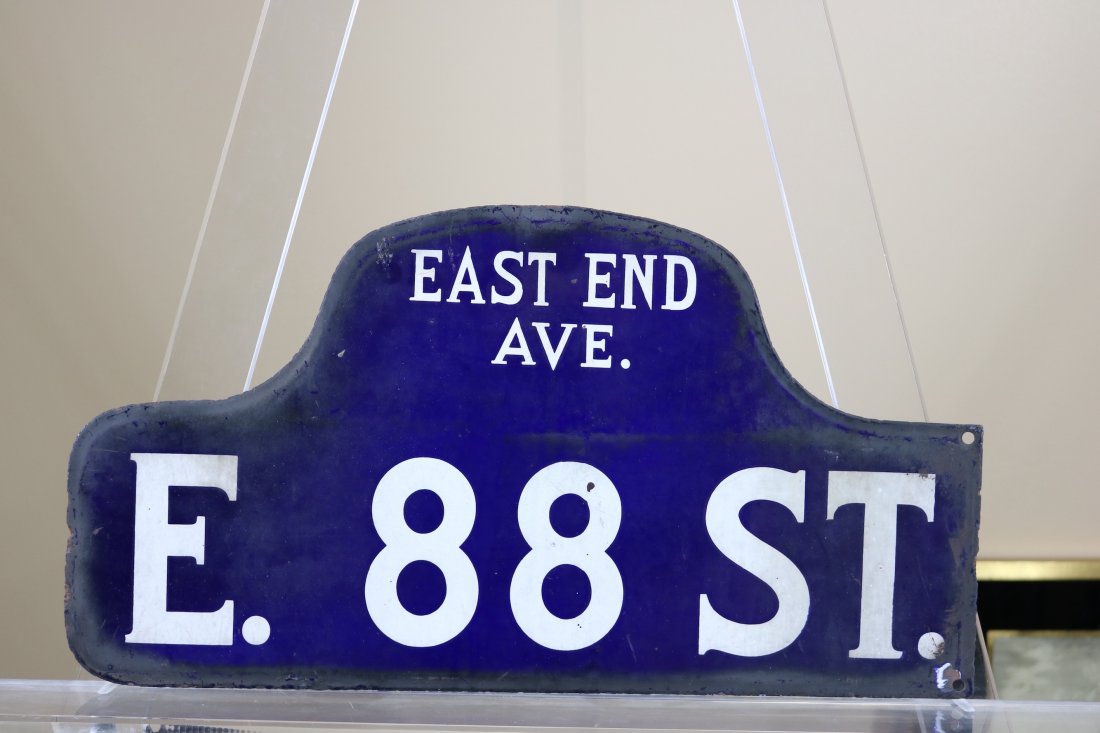 EAST END
AVE.
E. 88 ST.